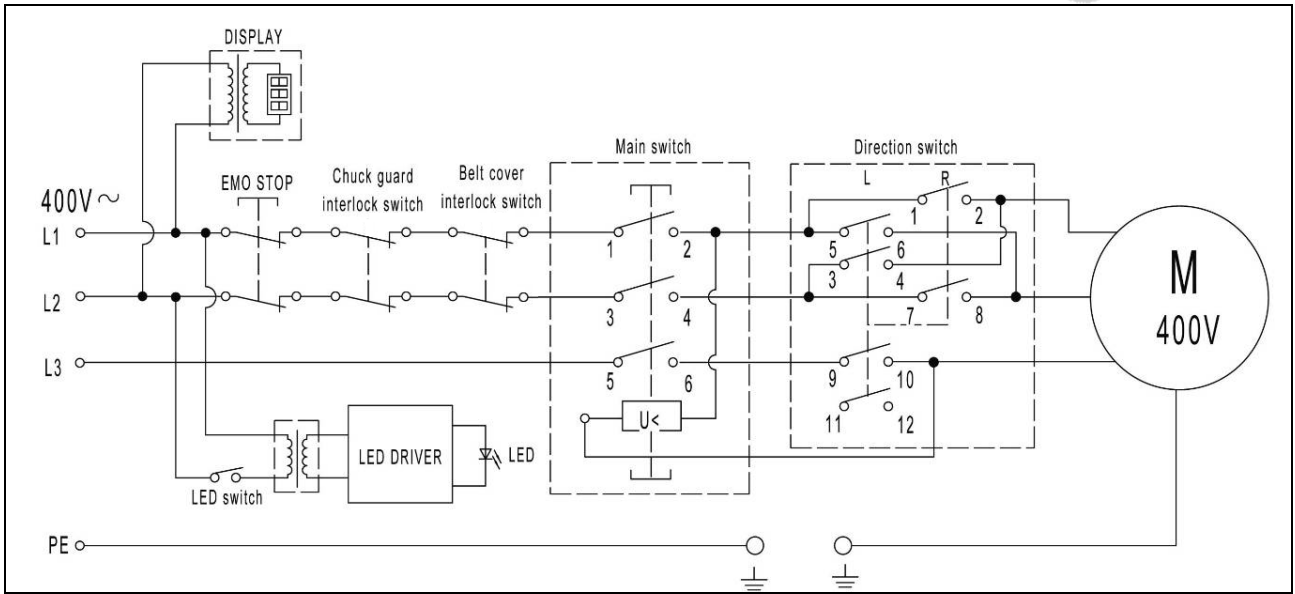 DISPLAY
Main switch
Direction switch
Chuck guard
interlock switch
Belt cover
interlock switch
EMO STOP
L
R
400V~
L1
1
2
1
2
5
6
3
4
L2
3
4
7
8
M
400V
L3
5
6
9
10
11
12
U<
LED DRIVER
LED
LED switch
PE